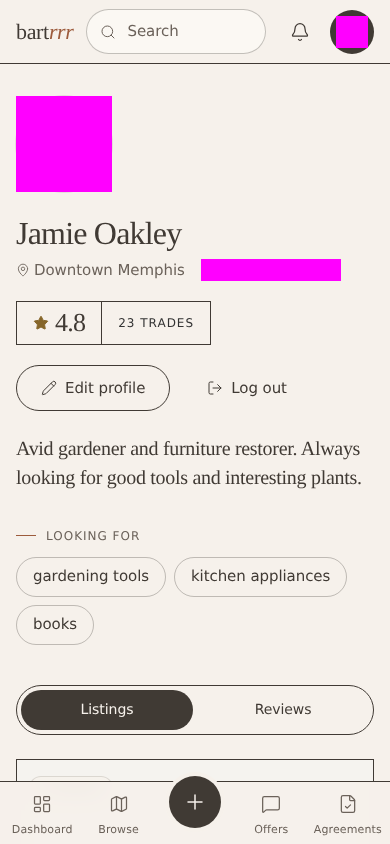 bartrrr Search
Jamie Oakley
Downtown Memphis
4.8 23 TRADES
Edit profile Log out
Avid gardener and furniture restorer. Always
looking for good tools and interesting plants.
LOOKING FOR
gardening tools kitchen appliances
books
Listings Reviews
Dashboard Browse Offers Agreements